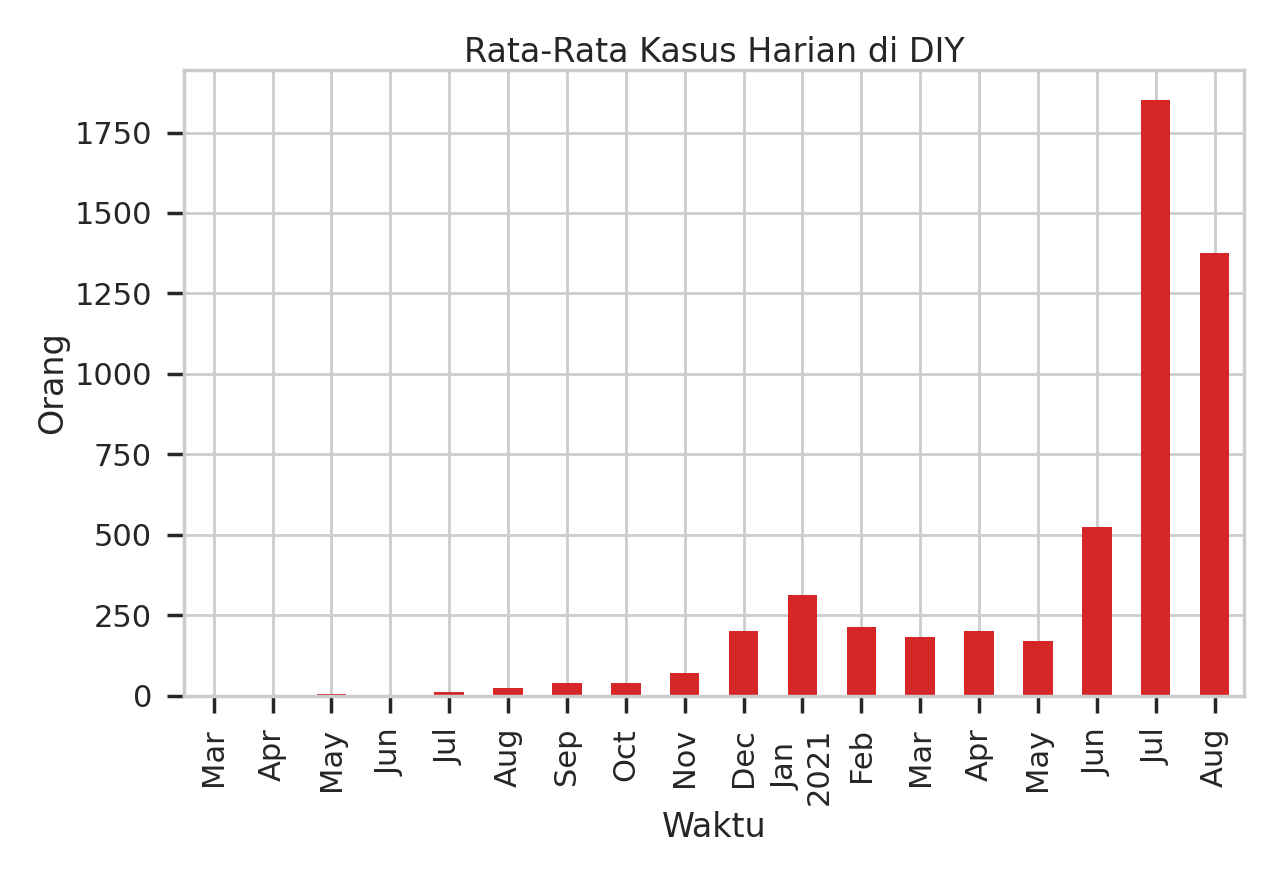 Rata-Rata Kasus Harian di DIY
Orang
1750
1500
1250
1000
750
500
250
0
Mar
Apr
May
Jun
Jul
Aug
Sep
Oct
Nov
Dec
Jan
2021
Feb
Mar
Apr
May
Jun
Jul
Aug
Waktu